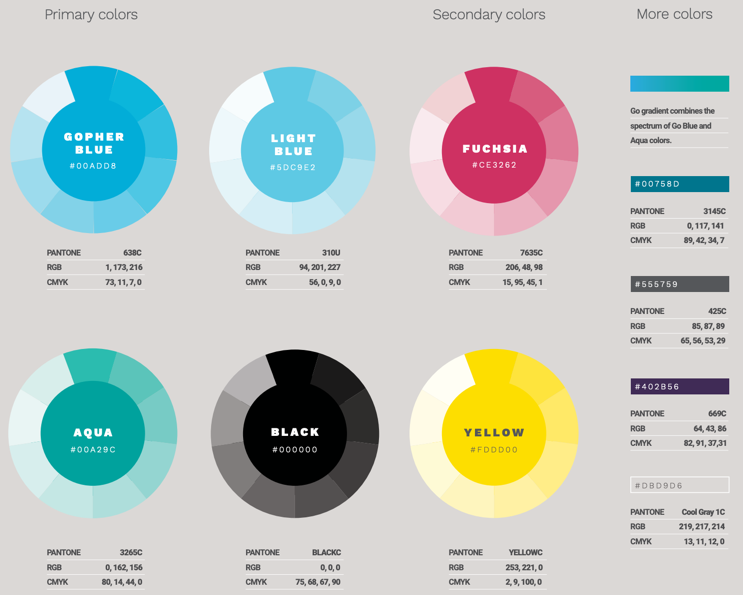 Primary colors
Secondary colors
More colors
GOPHER
BLUE
#00ADD8
PANTONE 638C
RGB 1, 173, 216
CMYK 73, 11, 7, 0
LIGHT
BLUE
#5DC9E2
PANTONE 310U
RGB 94, 201, 227
CMYK 56, 0, 9, 0
FUCHSIA
#CE3262
PANTONE 7635C
RGB 206, 48, 98
CMYK 15, 95, 45, 1
AQUA
#00A29C
PANTONE 3265C
RGB 0, 162, 156
CMYK 80, 14, 44, 0
BLACK
#000000
PANTONE BLACKC
RGB 0, 0, 0
CMYK 75, 68, 67, 90
YELLOW
#FDDD00
PANTONE YELLOWC
RGB 253, 221, 0
CMYK 2, 9, 100, 0
Go gradient combines the
spectrum of Go Blue and
Aqua colors.
#00758D
PANTONE 3145C
RGB 0, 117, 141
CMYK 89, 42, 34, 7
#555759
PANTONE 425C
RGB 85, 87, 89
CMYK 65, 56, 53, 29
#402B56
PANTONE 669C
RGB 64, 43, 86
CMYK 82, 91, 37,31
#DBD9D6
PANTONE Cool Gray 1C
RGB 219, 217, 214
CMYK 13, 11, 12, 0